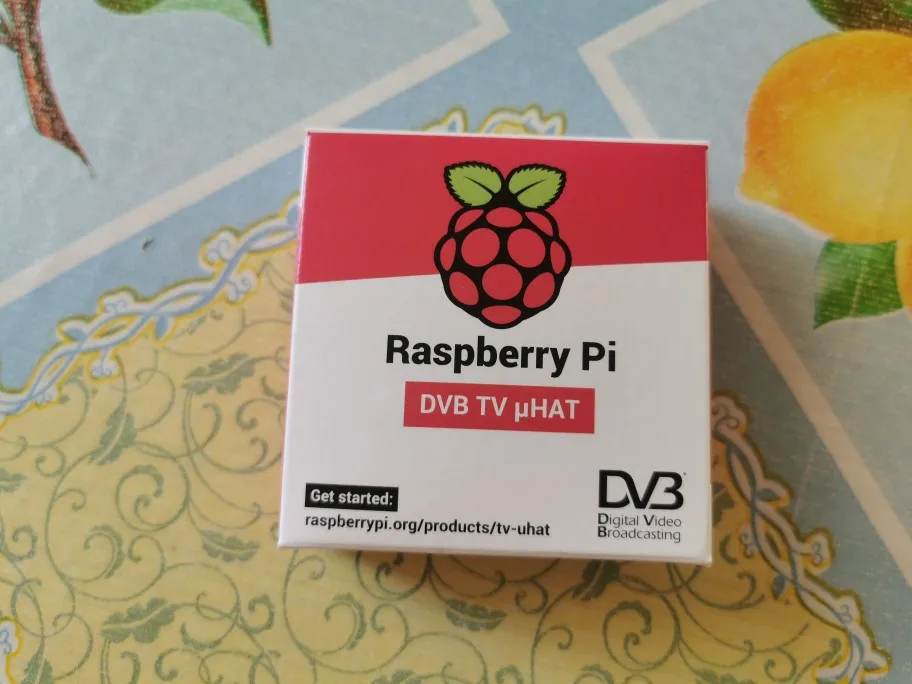 Raspberry Pi
DVB TV µHAT
Get started:
raspberrypi.org/products/tv-uhat
DVB
Digital Video
Broadcasting